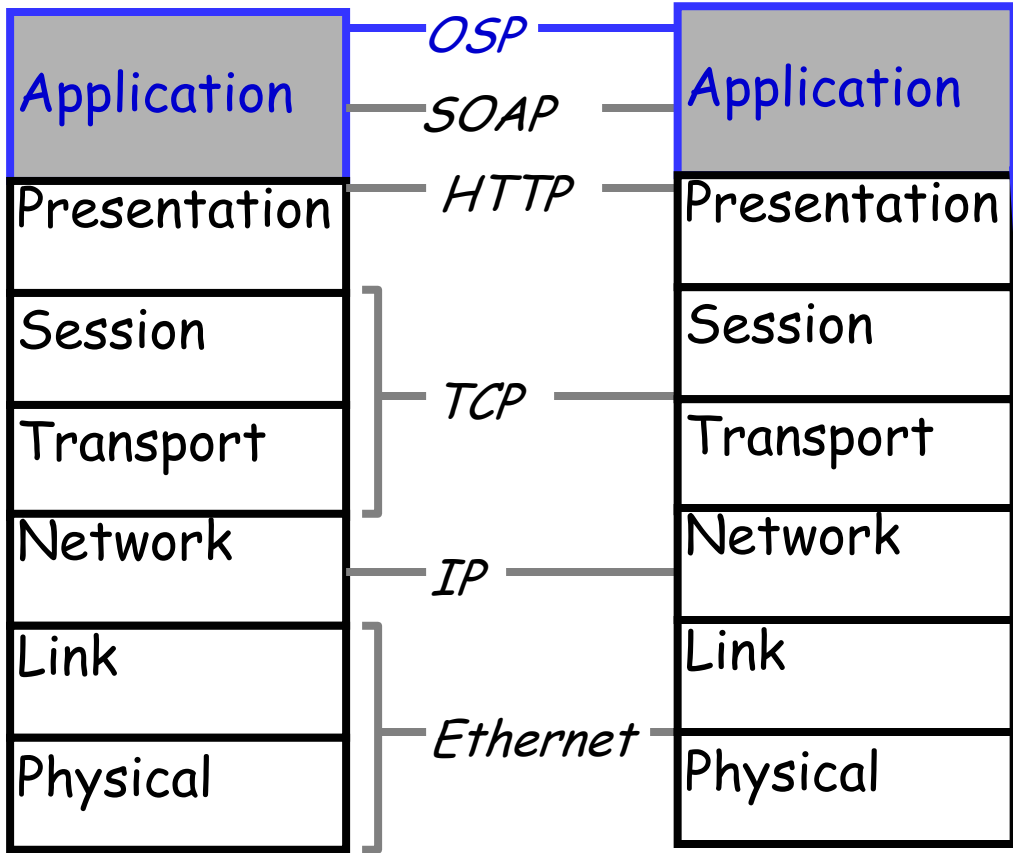 OSP
Application
SOAP
Application
HTTP
Presentation
Presentation
Session
Session
TCP
Transport
Transport
Network
Network
IP
Link
Link
Ethernet
Physical
Physical